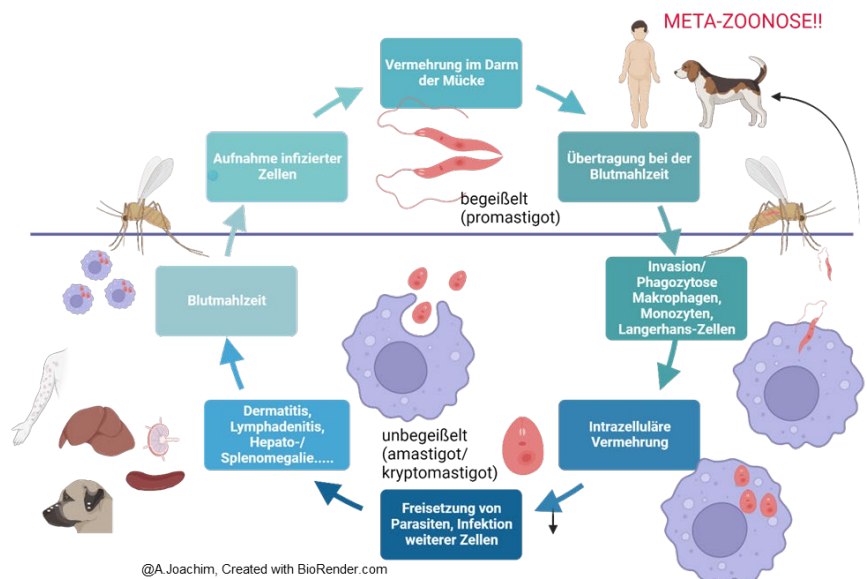 META-ZOONOSE!!
Vermehrung im Darm
der Mücke
Aufnahme infizierter
Zellen
Übertragung bei der
Blutmahlzeit
begeißelt
(promastigot)
Blutmahlzeit
Invasion/
Phagozytose
Makrophagen,
Monozyten,
Langerhans-Zellen
Dermatitis,
Lymphadenitis,
Hepato-/
Splenomegalie.....
unbegeißelt
(amastigot/
kryptomastigot)
Intrazelluläre
Vermehrung
Freisetzung von
Parasiten, Infektion
weiterer Zellen
@A.Joachim, Created with BioRender.com